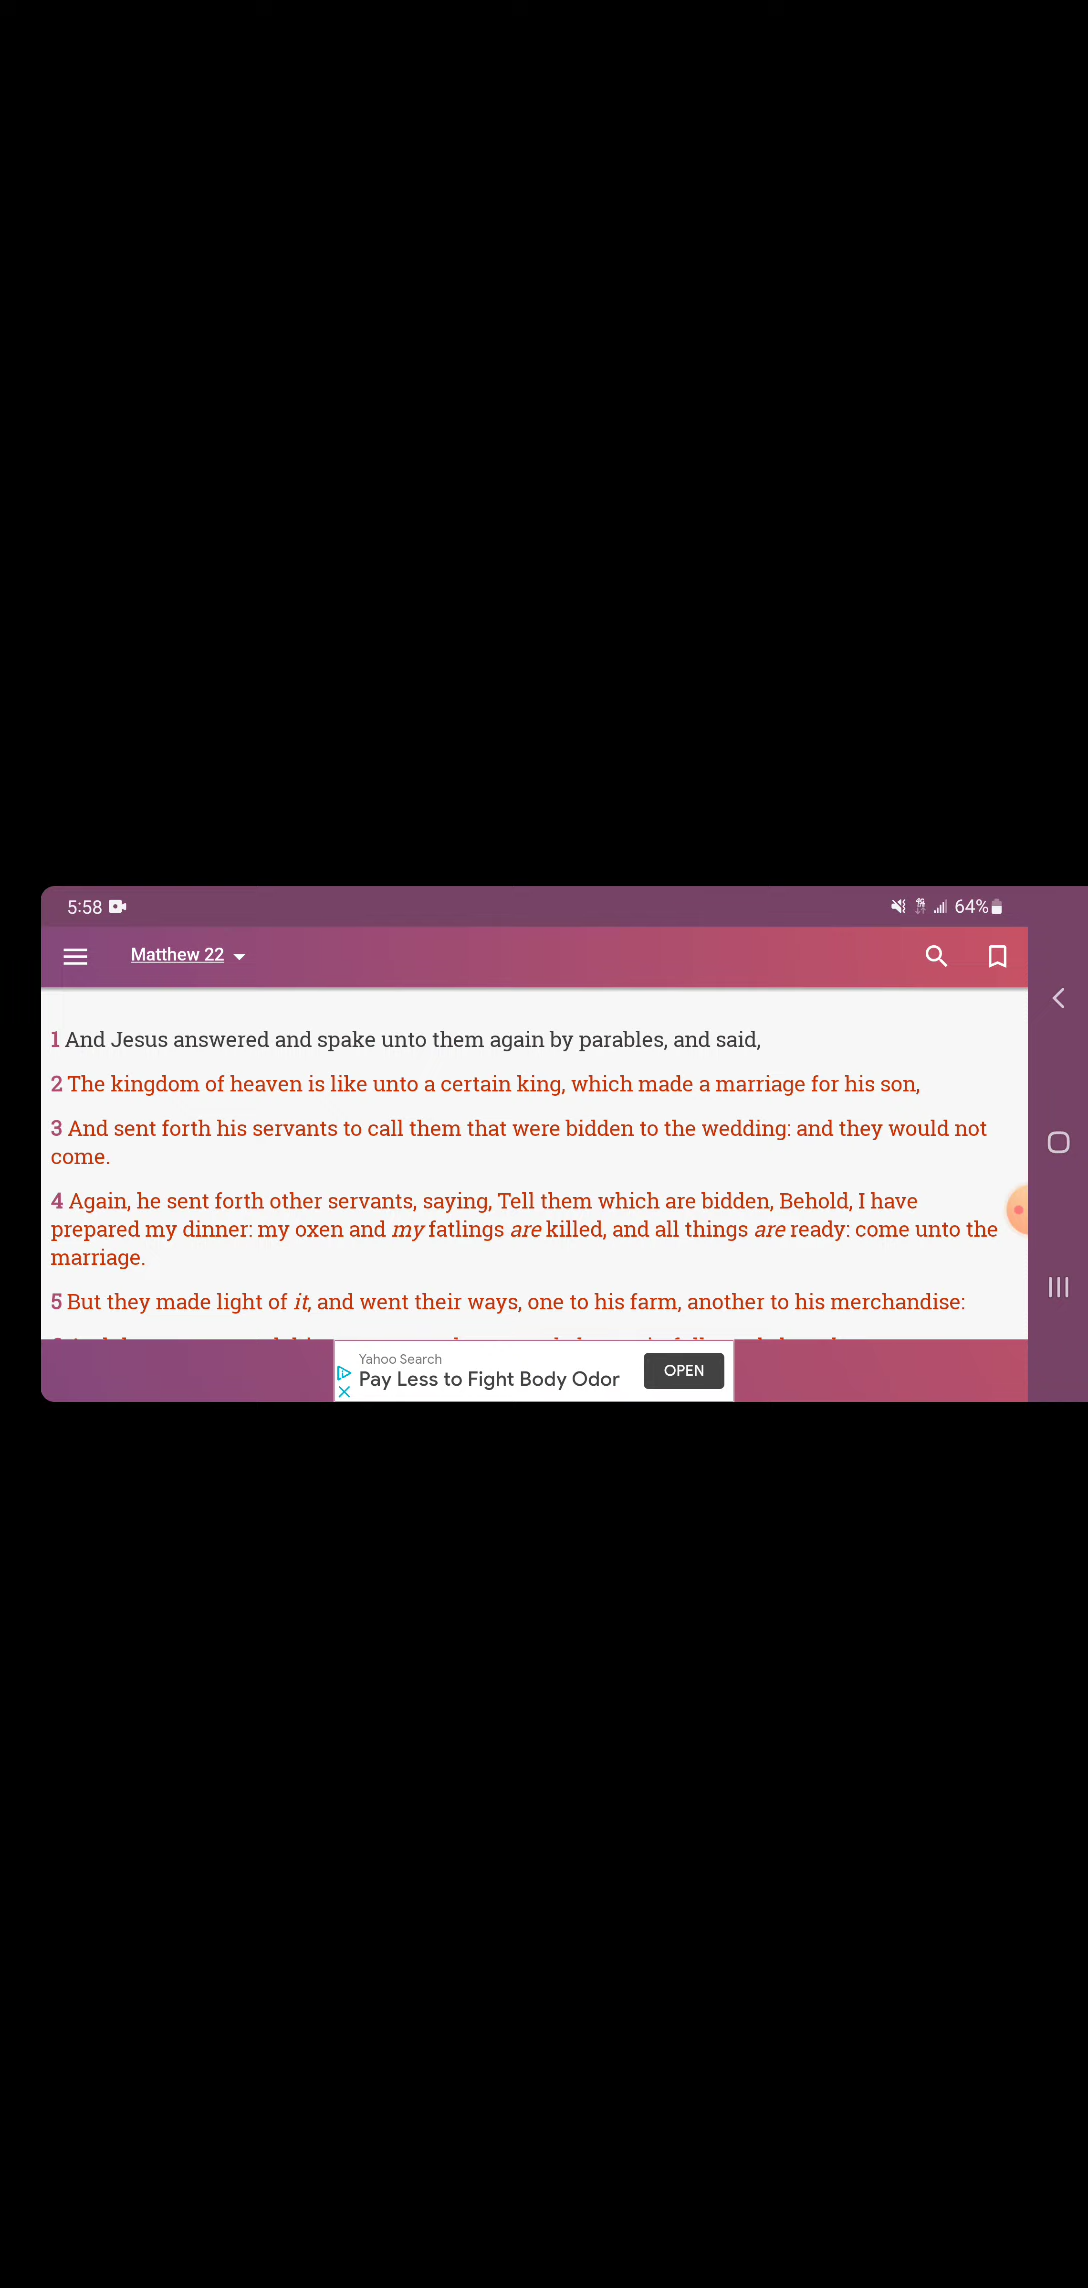 5:58 64%
Matthew 22
1 And Jesus answered and spake unto them again by parables, and said,
2 The kingdom of heaven is like unto a certain king, which made a marriage for his son,
3 And sent forth his servants to call them that were bidden to the wedding: and they would not
come.
4 Again, he sent forth other servants, saying, Tell them which are bidden, Behold, I have
prepared my dinner: my oxen and my fatlings are killed, and all things are ready: come unto the
marriage.
5 But they made light of it, and went their ways, one to his farm, another to his merchandise:
Yahoo Search
Pay Less to Fight Body Odor
OPEN